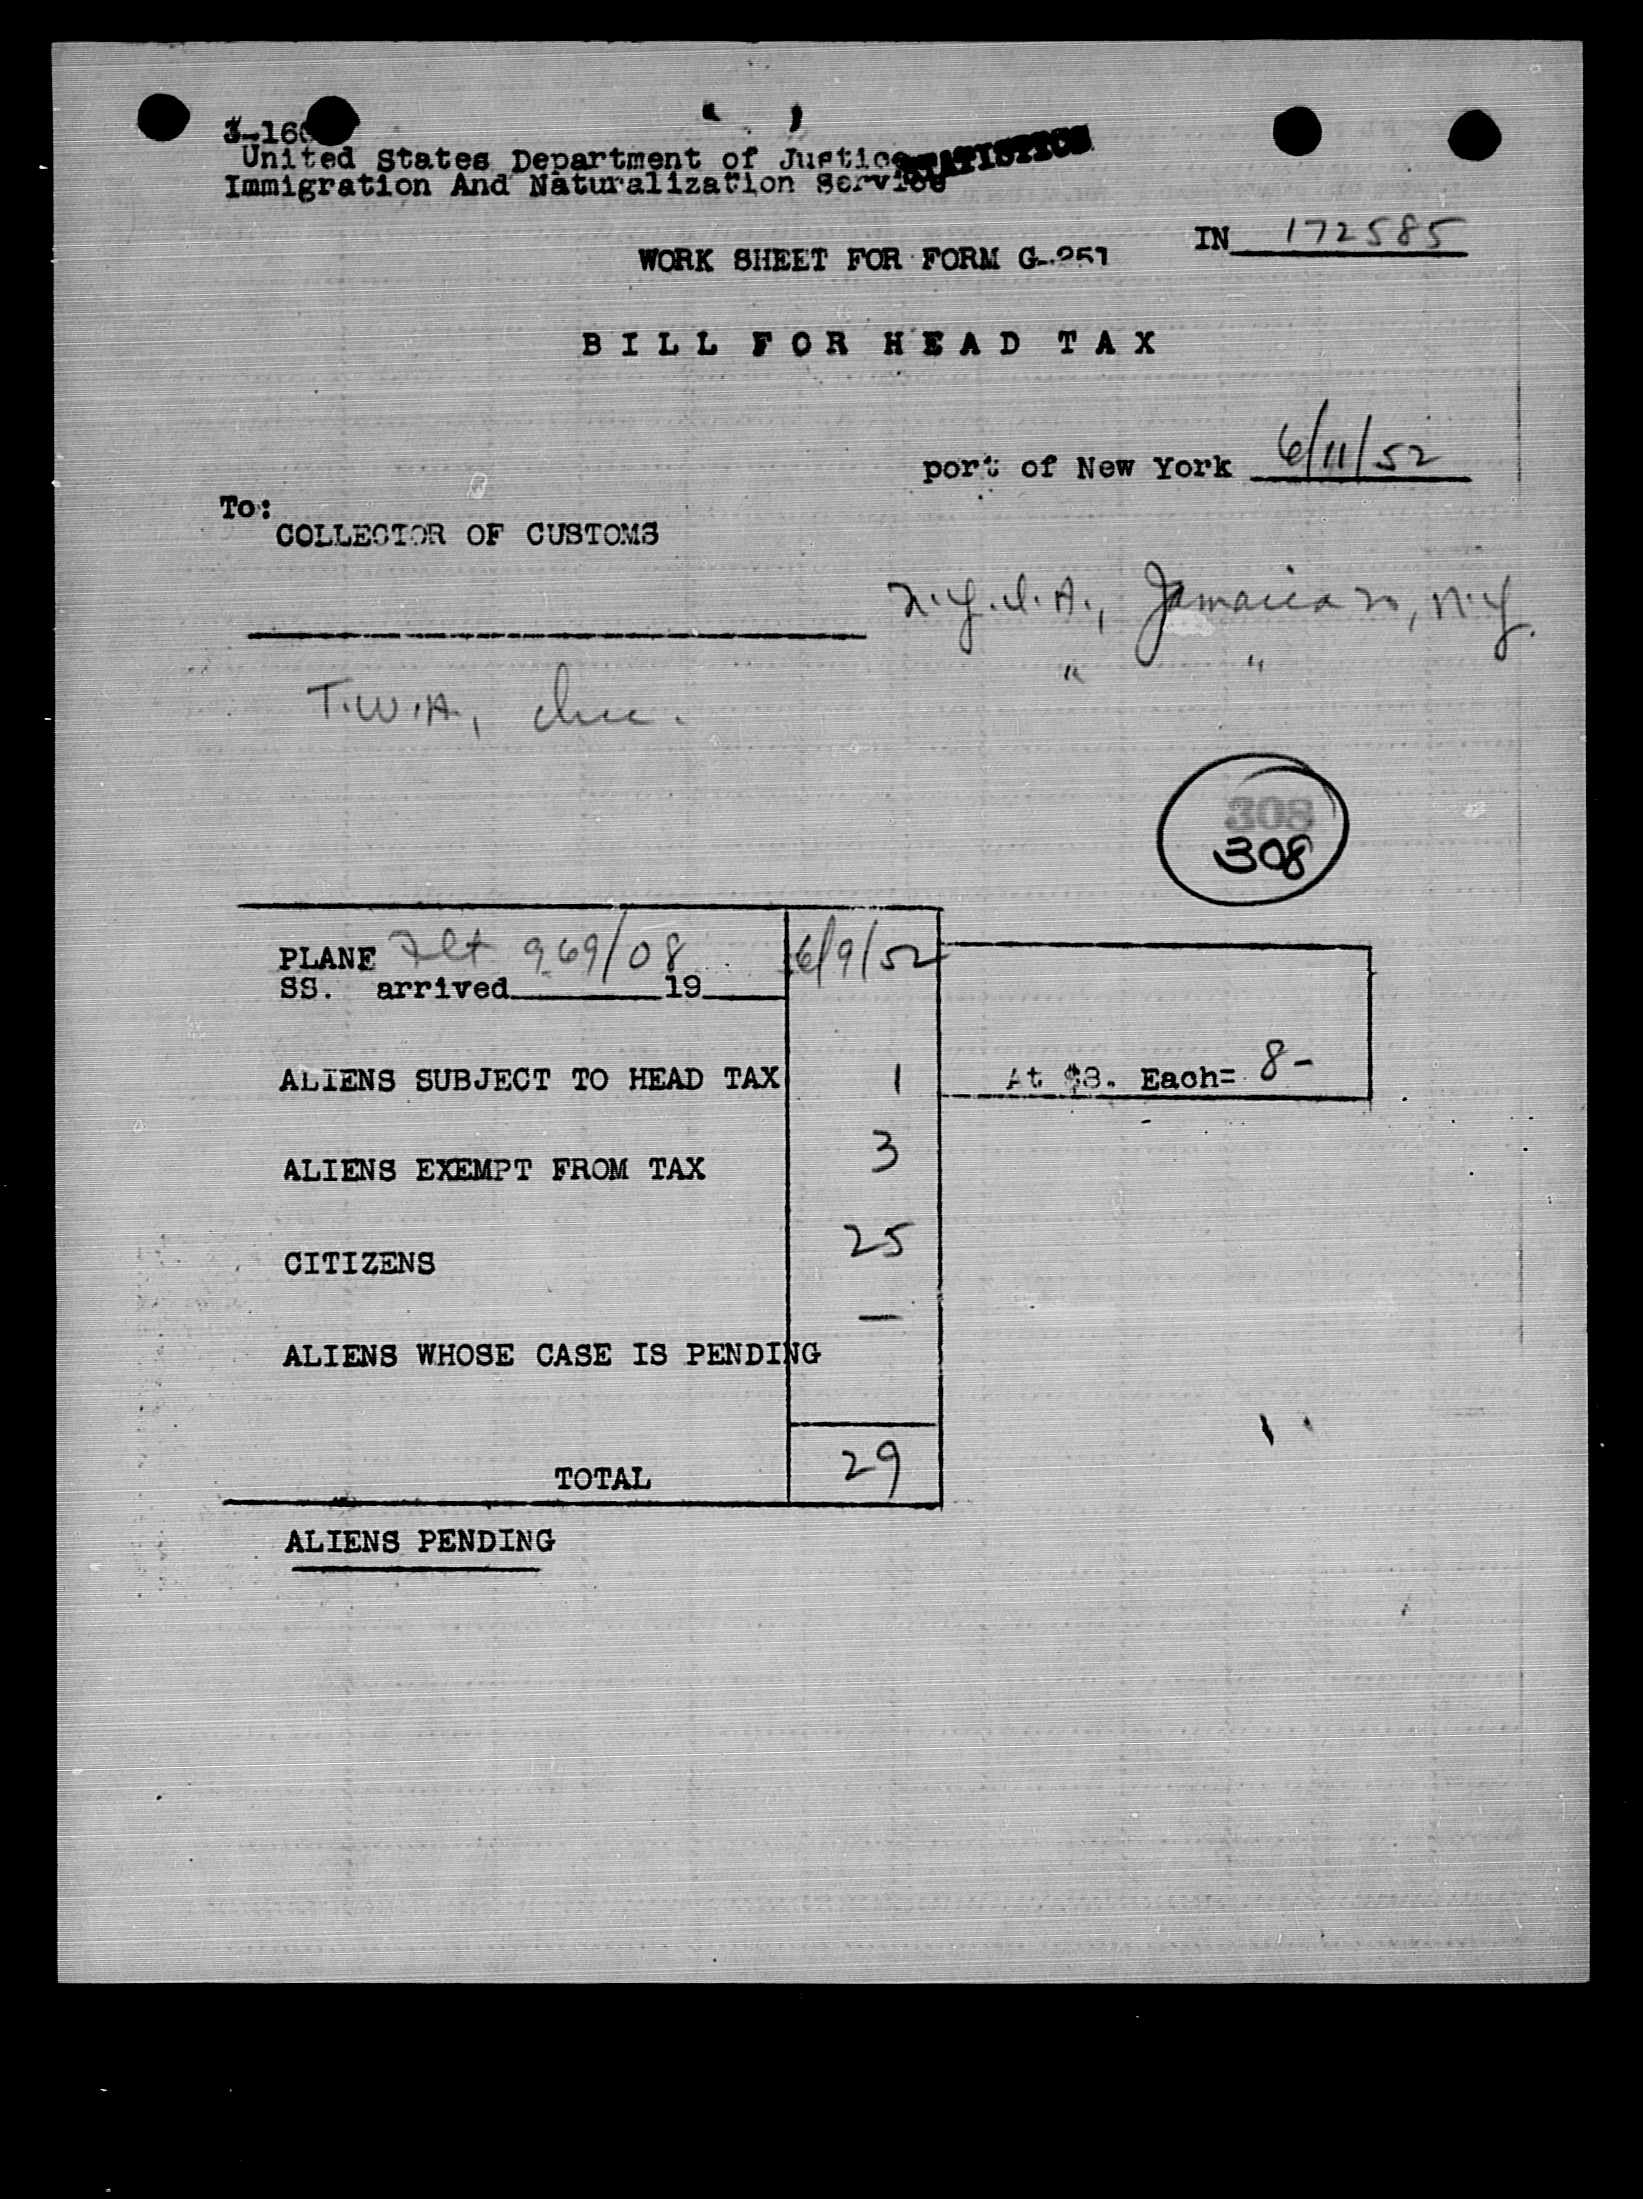 United States Department of Justice
STATISTICS
Immigration And Naturalization Service
IN 172585
WORK SHEET FOR FORM G-251
BILL FOR HEAD TAX
port of New York 6/11/52
To:
COLLECTOR OF CUSTOMS
N.Y.I.A., Jamaica, N.Y.
" "
T.W.A., Inc.
308
308
PLANE Flt 969/08 6/9/52
SS. arrived 19
ALIENS SUBJECT TO HEAD TAX 1 At $8. Each= 8-
ALIENS EXEMPT FROM TAX 3
CITIZENS 25
ALIENS WHOSE CASE IS PENDING —
TOTAL 29
ALIENS PENDING